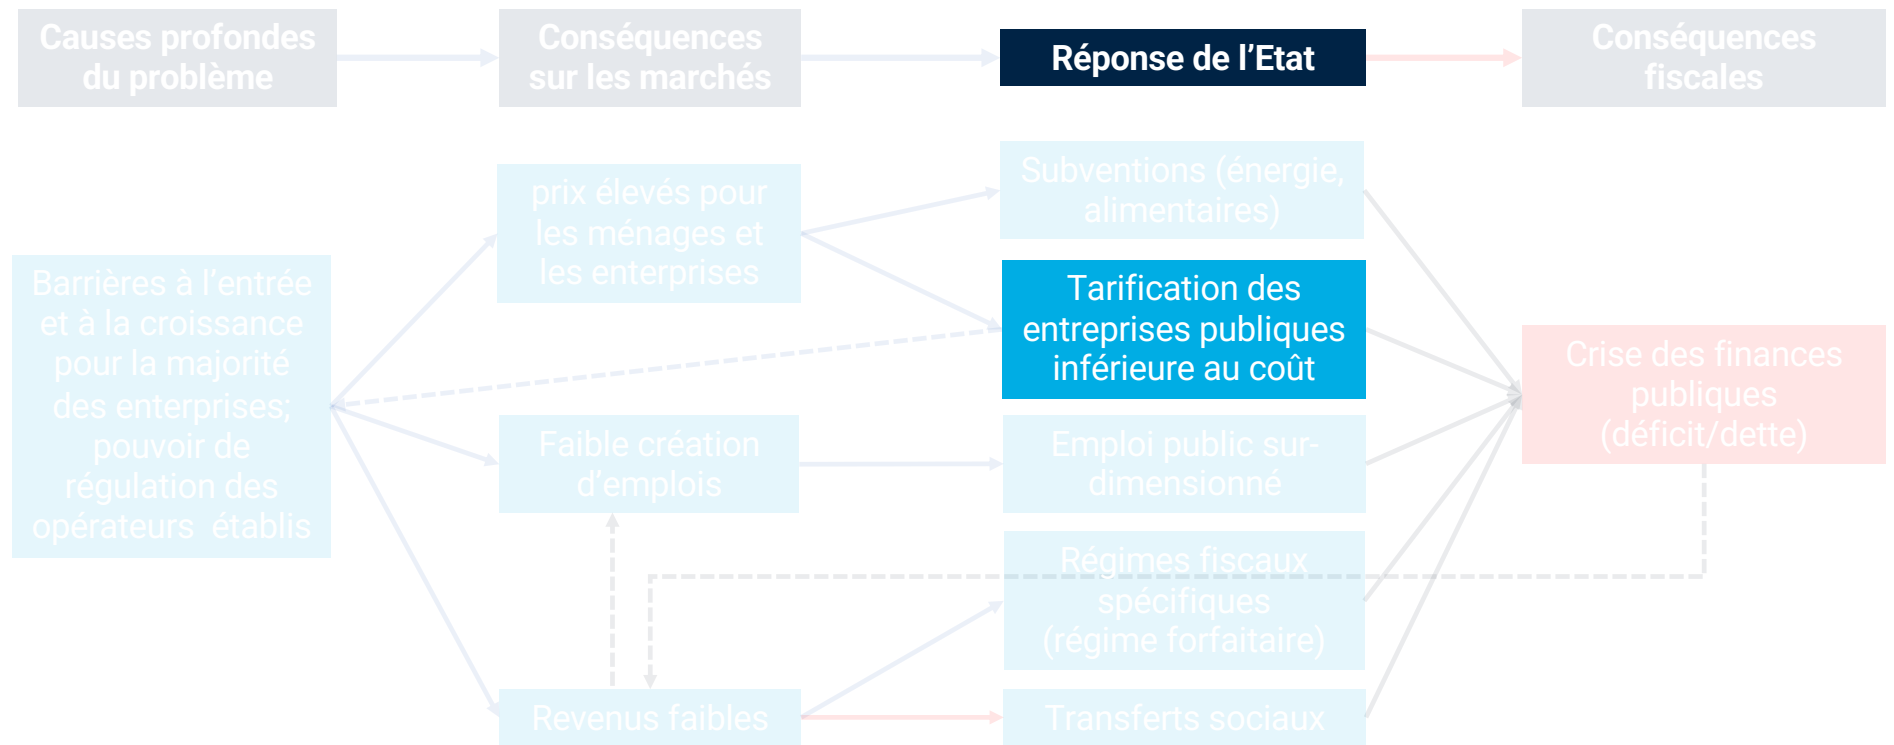 Causes profondes
du problème
Conséquences
sur les marchés
Réponse de l’Etat
Conséquences
fiscales
Barrières à l’entrée
et à la croissance
pour la majorité
des enterprises;
pouvoir de
régulation des
opérateurs établis
prix élevés pour
les ménages et
les enterprises
Faible création
d’emplois
Revenus faibles
Subventions (énergie,
alimentaires)
Tarification des
entreprises publiques
inférieure au coût
Emploi public sur-
dimensionné
Régimes fiscaux
spécifiques
(régime forfaitaire)
Transferts sociaux
Crise des finances
publiques
(déficit/dette)